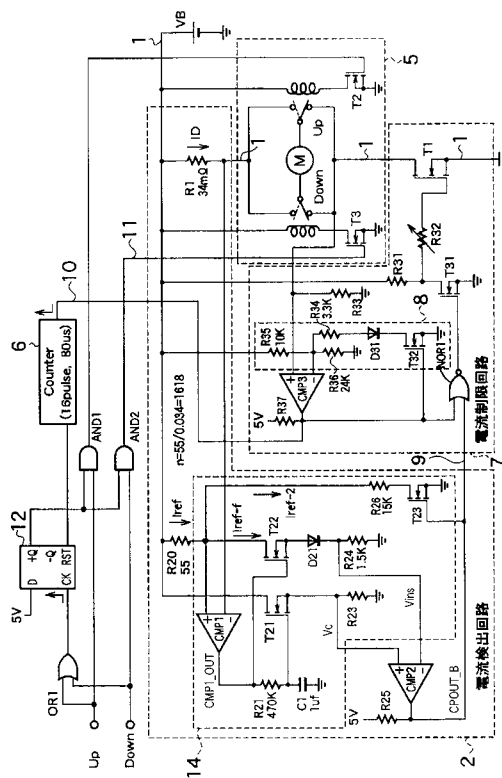 5V
12
D
+Q
-Q
CK
RST
OR1
Up
Down
6
Counter
(16pulse, 80us)
10
AND1
AND2
11
1
VB
n=55/0.034=1618
R1
34mΩ
ID
1
5
M
Up
Down
T2
T3
1
T1
1
R20
55
Iref
Iref-f
Iref-2
CMP1
+
-
CMP1_OUT
T21
T22
D21
R21
470K
C1
1uf
R24
1.5K
R23
R26
15K
T23
Vc
Vins
5V
R25
CMP2
+
-
CPOUT_B
14
2
電流検出回路
5V
R37
CMP3
+
-
R35
10K
R36
24K
R34
3.3K
R33
D31
T32
8
R31
R32
T31
NOR1
9
7
電流制限回路